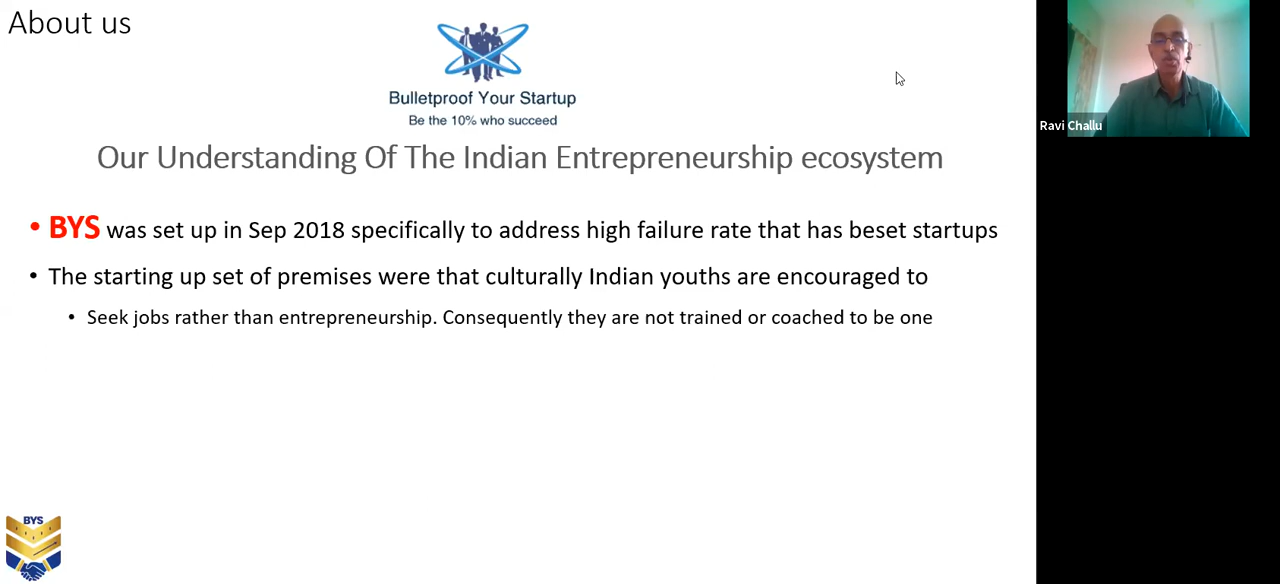 About us
Bulletproof Your Startup
Be the 10% who succeed
Ravi Challu
Our Understanding Of The Indian Entrepreneurship ecosystem
• BYS was set up in Sep 2018 specifically to address high failure rate that has beset startups
• The starting up set of premises were that culturally Indian youths are encouraged to
• Seek jobs rather than entrepreneurship. Consequently they are not trained or coached to be one
BYS